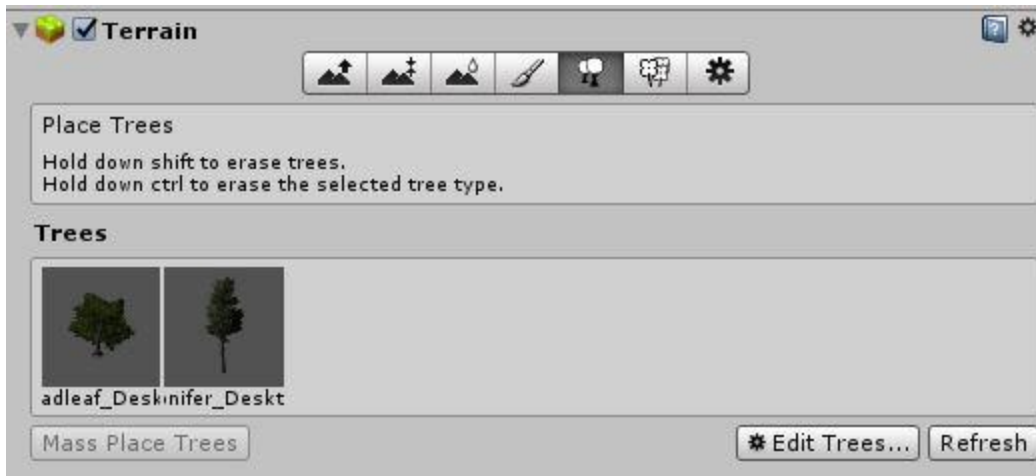 Terrain
Place Trees
Hold down shift to erase trees.
Hold down ctrl to erase the selected tree type.
Trees
adleaf_Desk nifer_Deskt
Mass Place Trees Edit Trees... Refresh